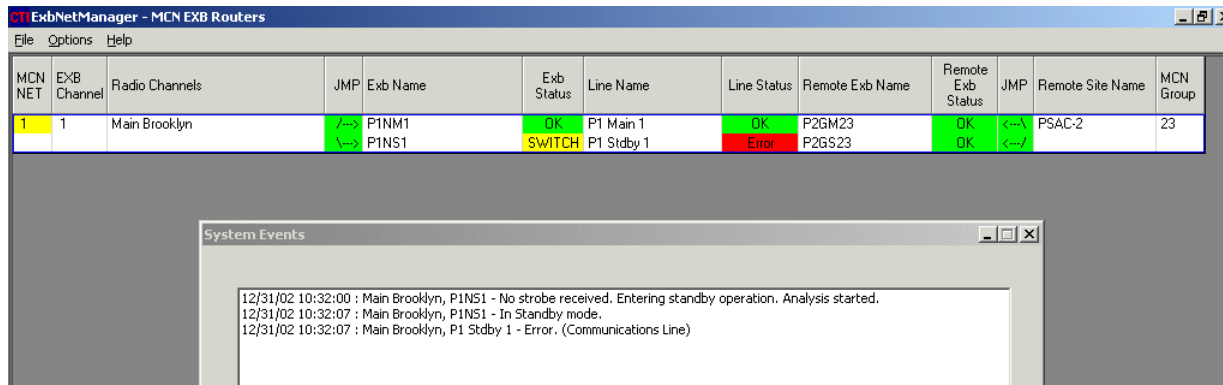 CTI ExbNetManager - MCN EXB Routers
File Options Help
MCN NET EXB Channel Radio Channels JMP Exb Name Exb Status Line Name Line Status Remote Exb Name Remote Exb Status JMP Remote Site Name MCN Group
1 1 Main Brooklyn /---> P1NM1 OK P1 Main 1 OK P2GM23 OK <---\ PSAC-2 23
\---> P1NS1 SWITCH P1 Stdby 1 Error P2GS23 OK <---/
System Events
12/31/02 10:32:00 : Main Brooklyn, P1NS1 - No strobe received. Entering standby operation. Analysis started.
12/31/02 10:32:07 : Main Brooklyn, P1NS1 - In Standby mode.
12/31/02 10:32:07 : Main Brooklyn, P1 Stdby 1 - Error. (Communications Line)